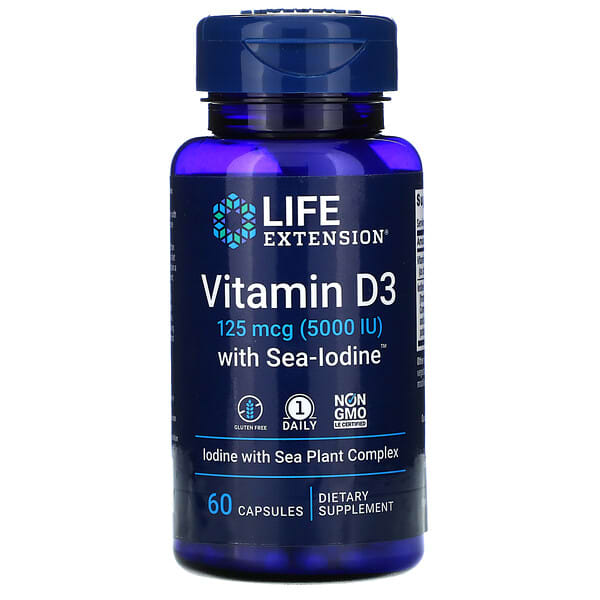 LIFE
EXTENSION®
Vitamin D3
125 mcg (5000 IU)
with Sea-Iodine™
GLUTEN FREE
1
DAILY
NON
GMO
LE CERTIFIED
Iodine with Sea Plant Complex
60 CAPSULES
DIETARY
SUPPLEMENT